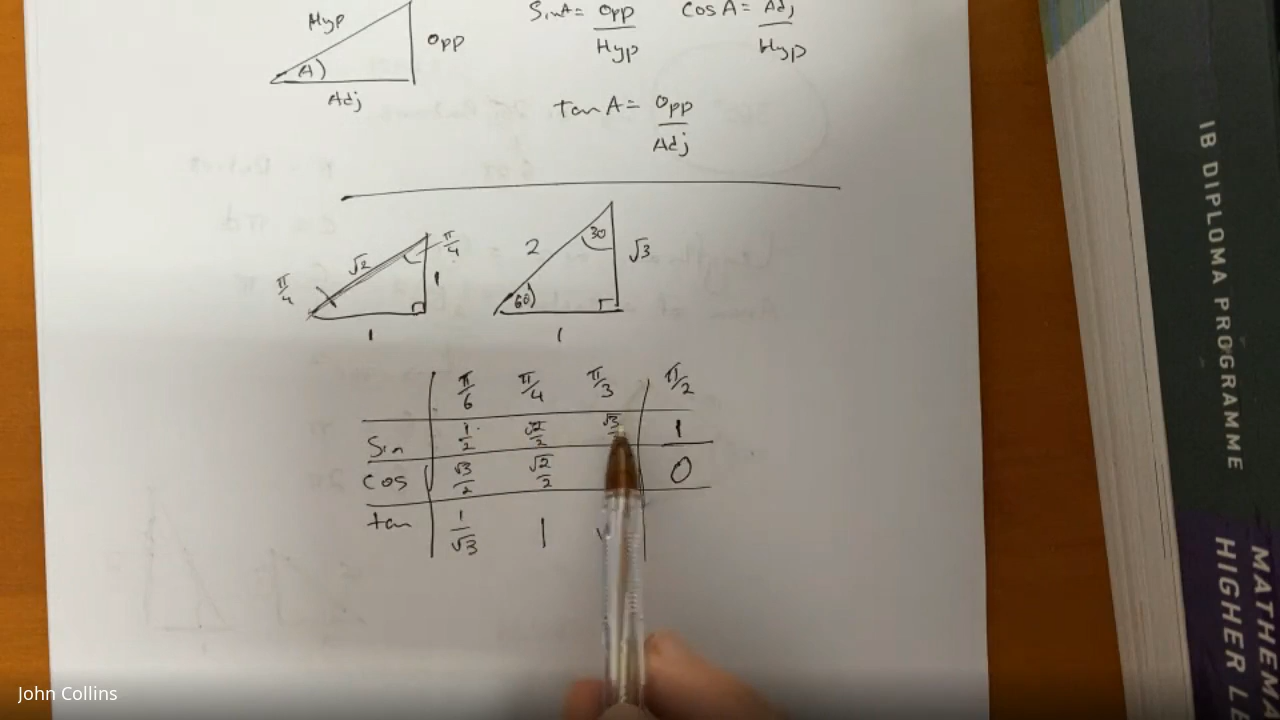 Hyp
Opp
A
Adj
SinA = Opp
Hyp
cos A = Adj
Hyp
tan A = Opp
Adj
π/4
√2
π/4
1
1
2
30
√3
60
1
π/6 π/4 π/3 π/2
Sin 1/2 √2/2 √3 1
cos √3/2 √2/2 0
tan 1/√3 1
IB DIPLOMA PROGRAMME
MATHEMA
HIGHER LE
John Collins